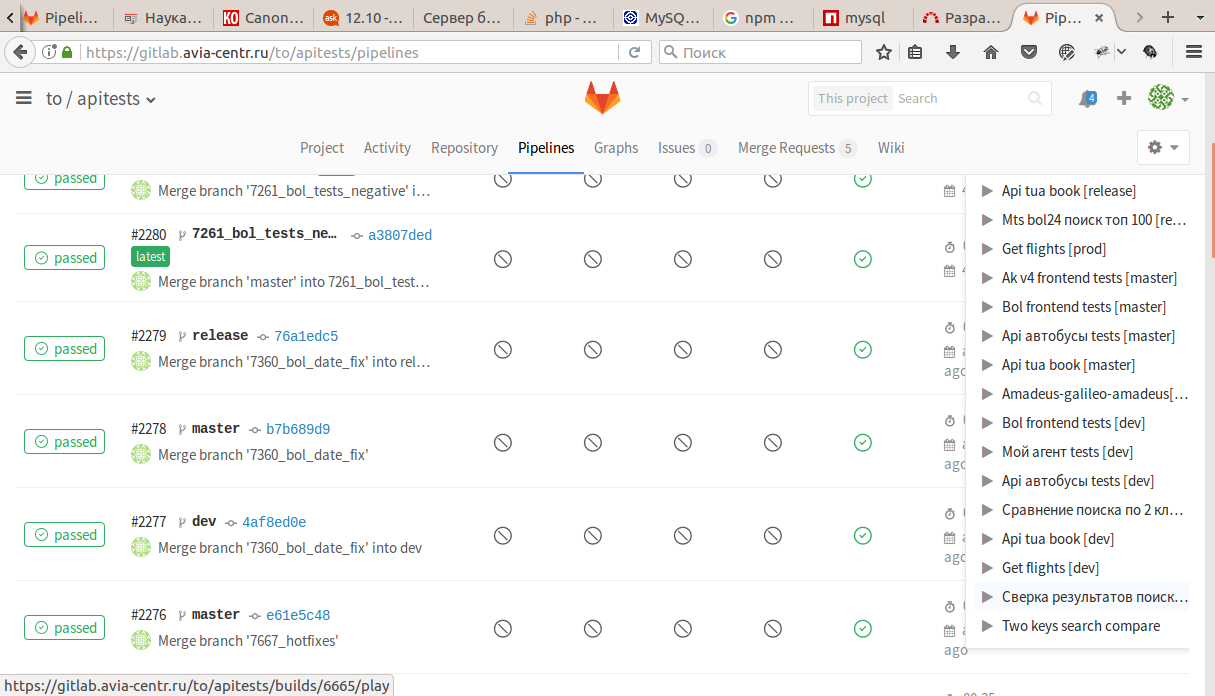 Pipeli…
Наука…
Canon…
12.10 -…
Сервер б…
php - …
MySQ…
npm …
mysql
Разра…
Pip…
https://gitlab.avia-centr.ru/to/apitests/pipelines
Поиск
to / apitests
This project
Search
4
Project
Activity
Repository
Pipelines
Graphs
Issues 0
Merge Requests 5
Wiki
passed
Merge branch '7261_bol_tests_negative' i…
passed
#2280 7261_bol_tests_ne… a3807ded
latest
Merge branch 'master' into 7261_bol_test…
passed
#2279 release 76a1edc5
Merge branch '7360_bol_date_fix' into rel…
ago
passed
#2278 master b7b689d9
Merge branch '7360_bol_date_fix'
ago
passed
#2277 dev 4af8ed0e
Merge branch '7360_bol_date_fix' into dev
ago
passed
#2276 master e61e5c48
Merge branch '7667_hotfixes'
ago
Api tua book [release]
Mts bol24 поиск топ 100 [re…
Get flights [prod]
Ak v4 frontend tests [master]
Bol frontend tests [master]
Api автобусы tests [master]
Api tua book [master]
Amadeus-galileo-amadeus[…
Bol frontend tests [dev]
Мой агент tests [dev]
Api автобусы tests [dev]
Сравнение поиска по 2 кл…
Api tua book [dev]
Get flights [dev]
Сверка результатов поиск…
Two keys search compare
https://gitlab.avia-centr.ru/to/apitests/builds/6665/play